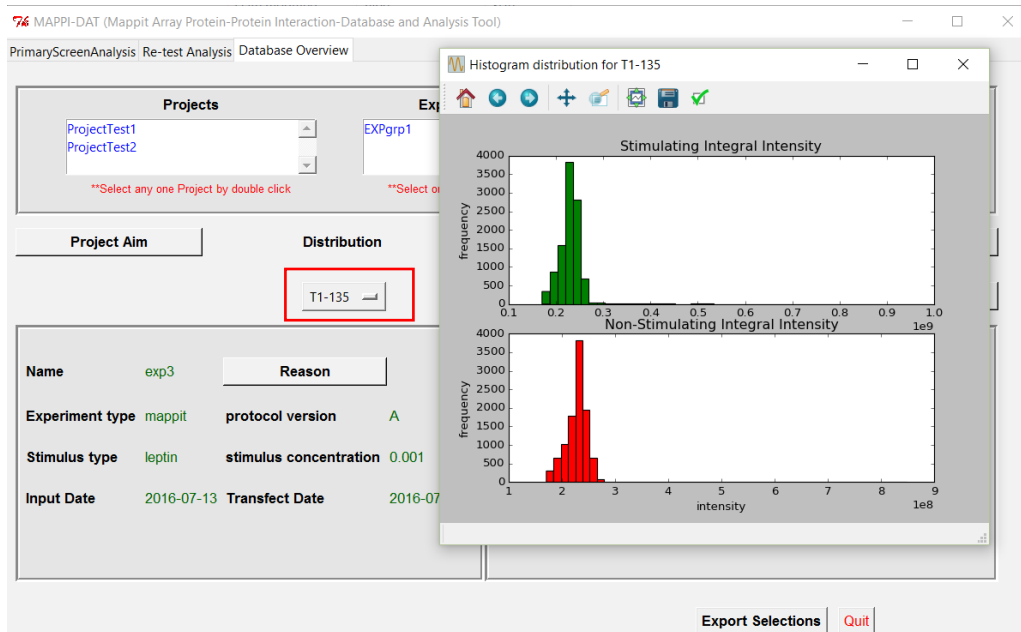 MAPPI-DAT (Mappit Array Protein-Protein Interaction-Database and Analysis Tool)
PrimaryScreenAnalysis Re-test Analysis Database Overview
Projects
ProjectTest1
ProjectTest2
**Select any one Project by double click
EXPgrp1
**Select
Project Aim
Distribution
T1-135
Name exp3 Reason
Experiment type mappit protocol version A
Stimulus type leptin stimulus concentration 0.001
Input Date 2016-07-13 Transfect Date 2016-07
Histogram distribution for T1-135
Stimulating Integral Intensity
frequency
4000
3500
3000
2500
2000
1500
1000
500
0
0.1 0.2 0.3 0.4 0.5 0.6 0.7 0.8 0.9 1.0
1e9
Non-Stimulating Integral Intensity
frequency
4000
3500
3000
2500
2000
1500
1000
500
0
1 2 3 4 5 6 7 8 9
1e8
intensity
Export Selections Quit